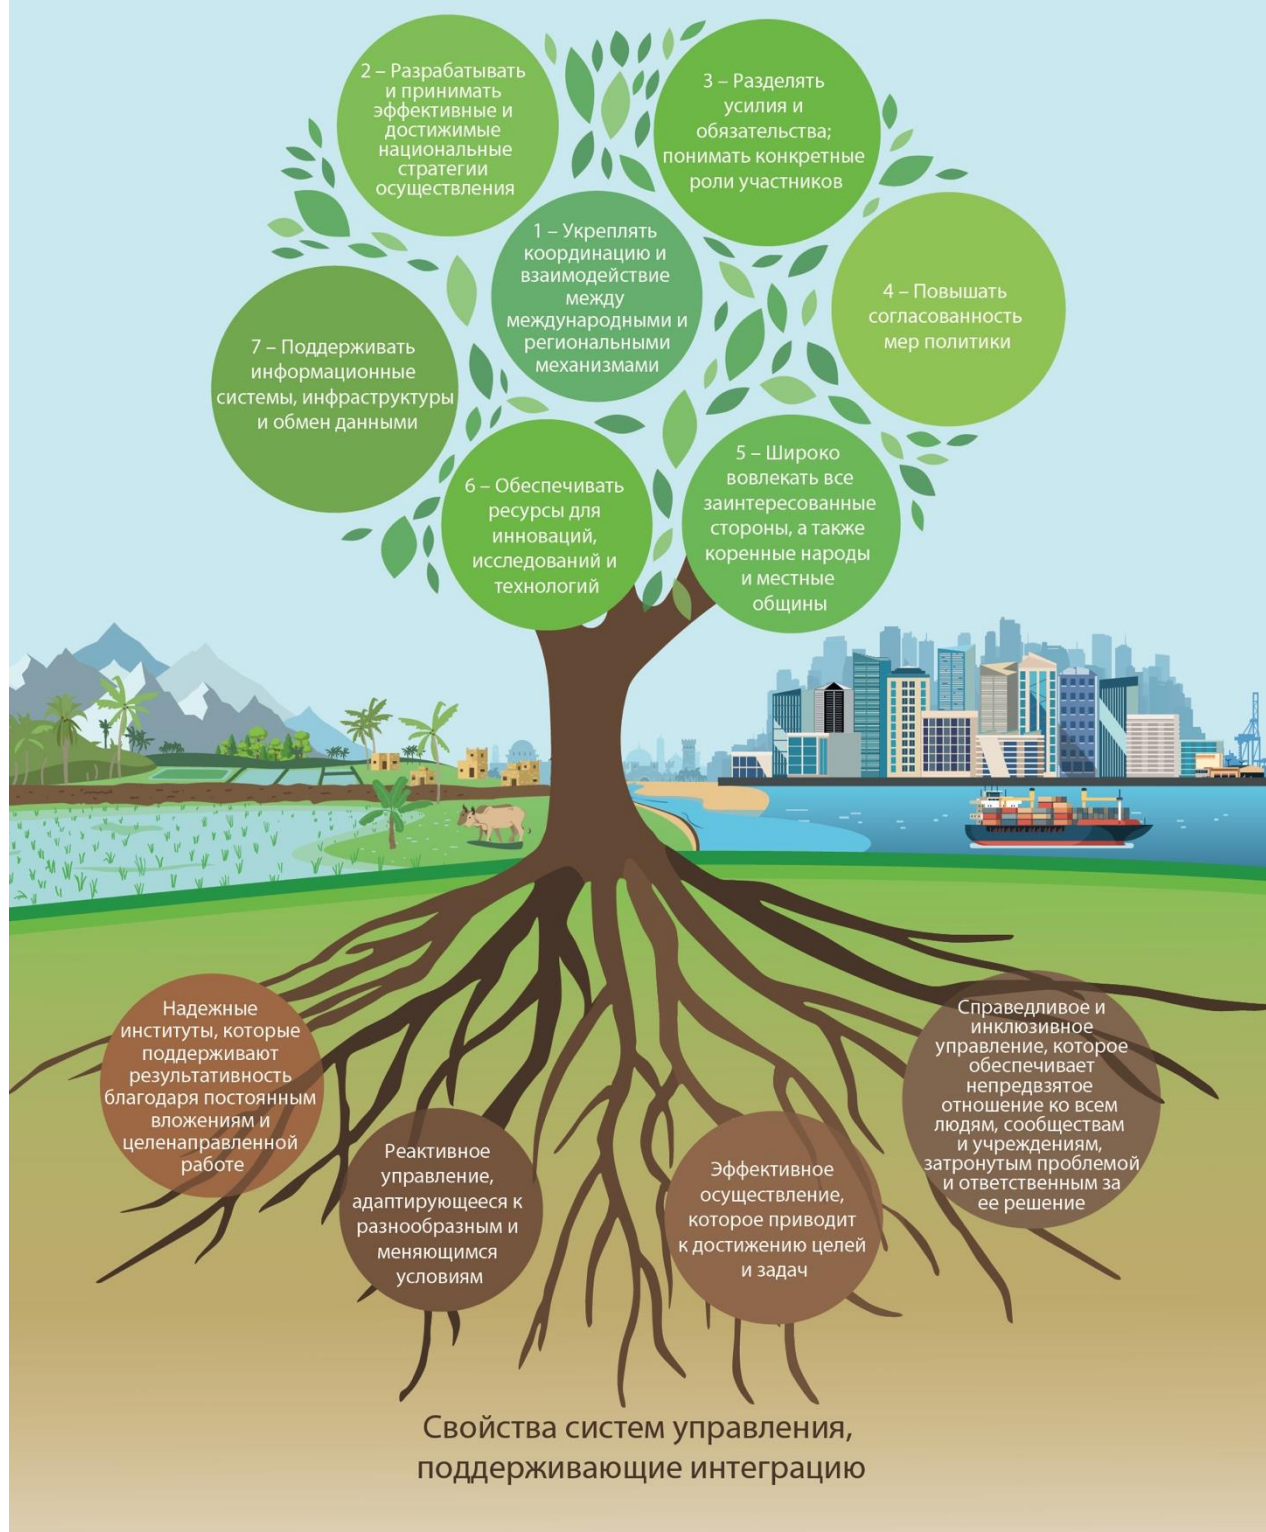 2 – Разрабатывать
и принимать
эффективные и
достижимые
национальные
стратегии
осуществления
3 – Разделять
усилия и
обязательства;
понимать конкретные
роли участников
1 – Укреплять
координацию и
взаимодействие
между
международными и
региональными
механизмами
4 – Повышать
согласованность
мер политики
7 – Поддерживать
информационные
системы, инфраструктуры
и обмен данными
6 – Обеспечивать
ресурсы для
инноваций,
исследований и
технологий
5 – Широко
вовлекать все
заинтересованные
стороны, а также
коренные народы
и местные
общины
Надежные
институты, которые
поддерживают
результативность
благодаря постоянным
вложениям и
целенаправленной
работе
Реактивное
управление,
адаптирующееся к
разнообразным и
меняющимся
условиям
Эффективное
осуществление,
которое приводит
к достижению целей
и задач
Справедливое и
инклюзивное
управление, которое
обеспечивает
непредвзятое
отношение ко всем
людям, сообществам
и учреждениям,
затронутым проблемой
и ответственным за
ее решение
Свойства систем управления,
поддерживающие интеграцию